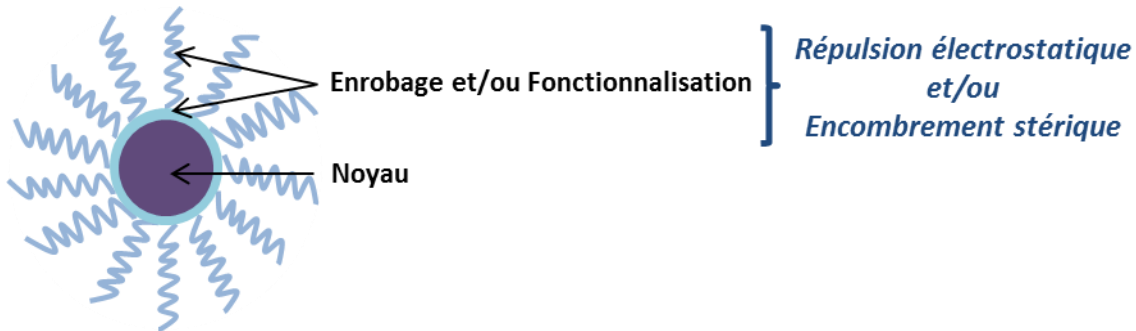 Enrobage et/ou Fonctionnalisation
Répulsion électrostatique
et/ou
Encombrement stérique
Noyau